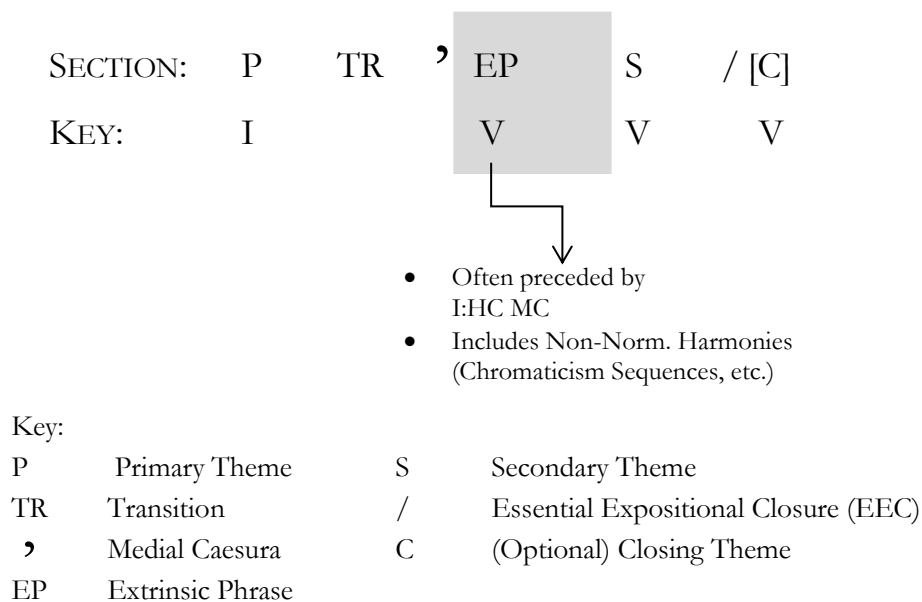 SECTION: P TR , EP S / [C]
KEY: I V V V
• Often preceded by
I:HC MC
• Includes Non-Norm. Harmonies
(Chromaticism Sequences, etc.)
Key:
P Primary Theme S Secondary Theme
TR Transition / Essential Expositional Closure (EEC)
, Medial Caesura C (Optional) Closing Theme
EP Extrinsic Phrase